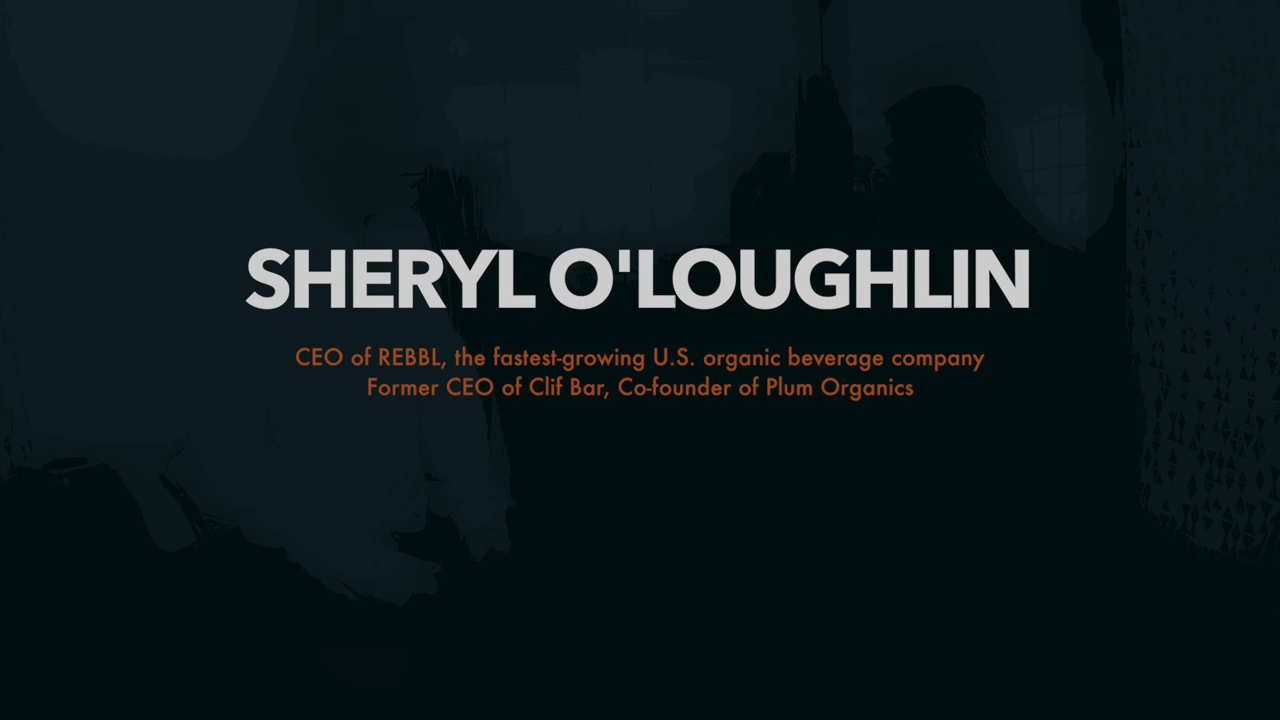 SHERYL O'LOUGHLIN
CEO of REBBL, the fastest-growing U.S. organic beverage company
Former CEO of Clif Bar, Co-founder of Plum Organics